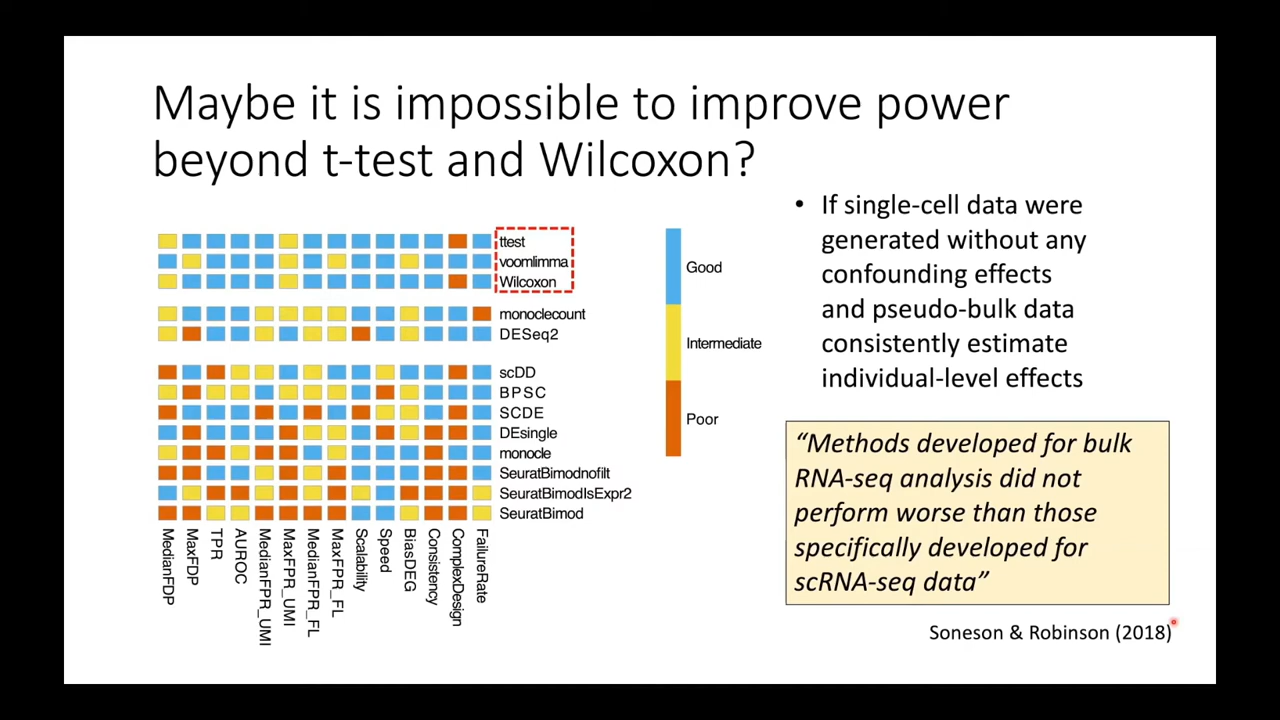 Maybe it is impossible to improve power
beyond t-test and Wilcoxon?
ttest
voomlimma
Wilcoxon
monoclecount
DESeq2
scDD
BPSC
SCDE
DEsingle
monocle
SeuratBimodnofilt
SeuratBimodIsExpr2
SeuratBimod
MedianFDP
MaxFDP
TPR
AUROC
MedianFPR_UMI
MaxFPR_UMI
MedianFPR_FL
MaxFPR_FL
Scalability
Speed
BiasDEG
Consistency
ComplexDesign
FailureRate
Good
Intermediate
Poor
• If single-cell data were
generated without any
confounding effects
and pseudo-bulk data
consistently estimate
individual-level effects
“Methods developed for bulk
RNA-seq analysis did not
perform worse than those
specifically developed for
scRNA-seq data”
Soneson & Robinson (2018)